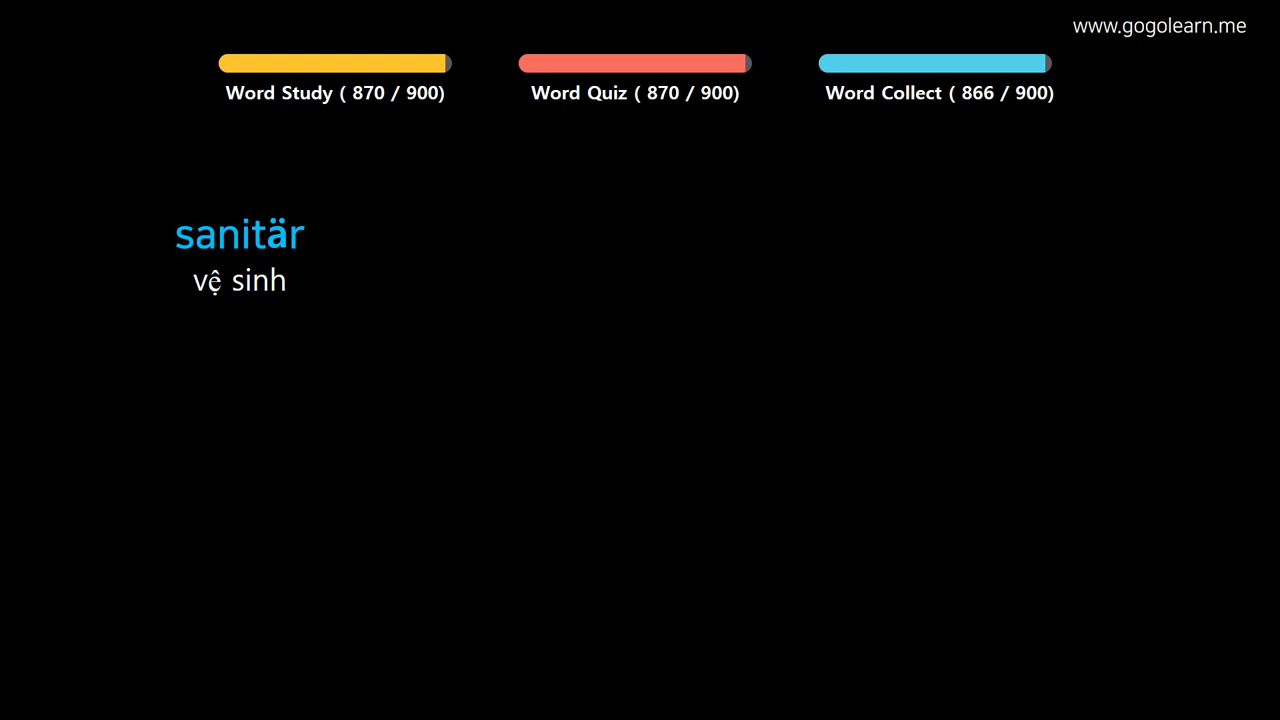 www.gogolearn.me
Word Study ( 870 / 900)
Word Quiz ( 870 / 900)
Word Collect ( 866 / 900)
sanitär
vệ sinh